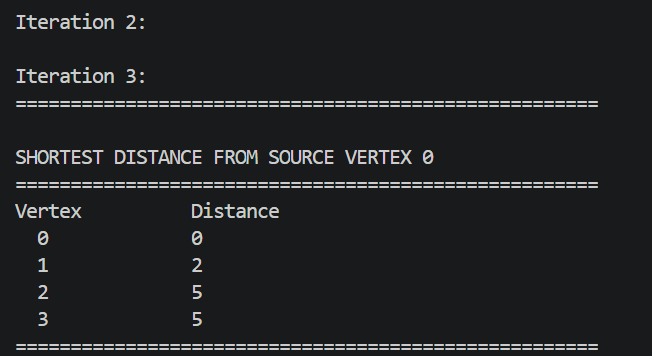 Iteration 2:
Iteration 3:
=====================================================
SHORTEST DISTANCE FROM SOURCE VERTEX 0
=====================================================
Vertex          Distance
  0             0
  1             2
  2             5
  3             5
=====================================================